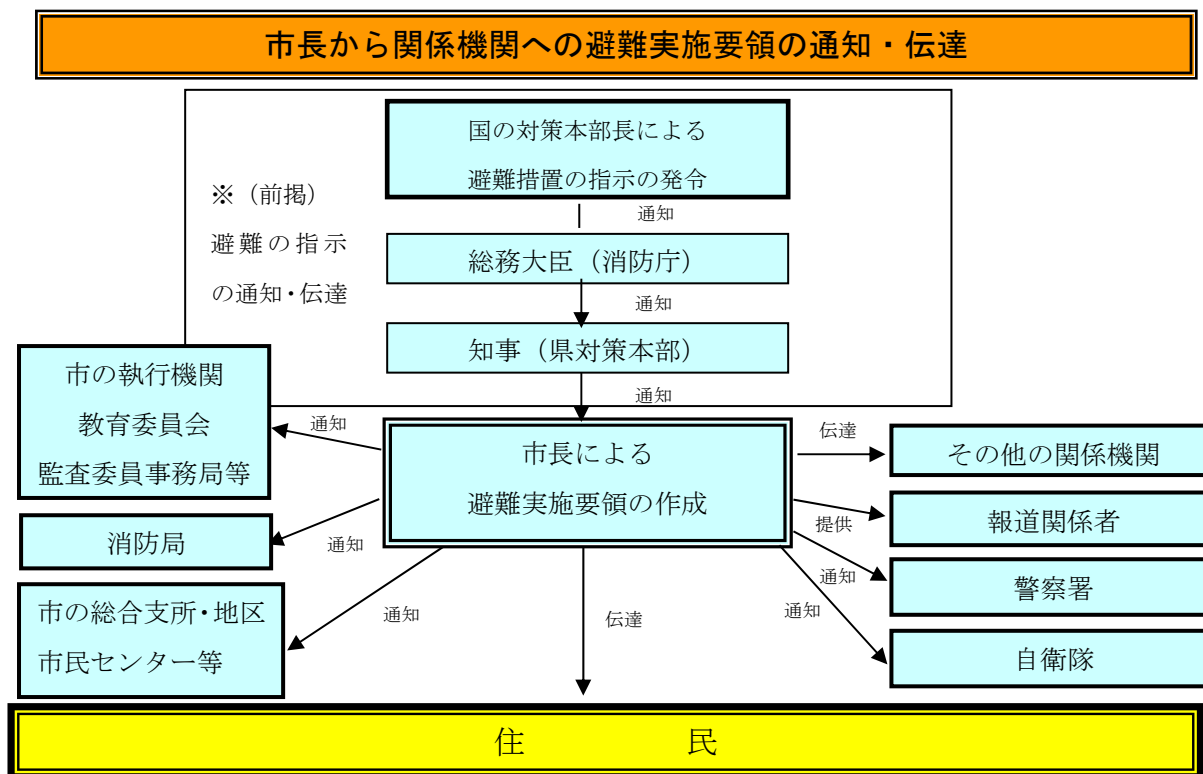 市長から関係機関への避難実施要領の通知・伝達
国の対策本部長による
避難措置の指示の発令
※（前掲）
避難の指示
の通知・伝達
通知
総務大臣（消防庁）
通知
知事（県対策本部）
通知
市の執行機関
教育委員会
監査委員事務局等
通知
市長による
避難実施要領の作成
伝達
その他の関係機関
提供
報道関係者
消防局
通知
通知
警察署
市の総合支所・地区
市民センター等
通知
伝達
通知
自衛隊
住　民